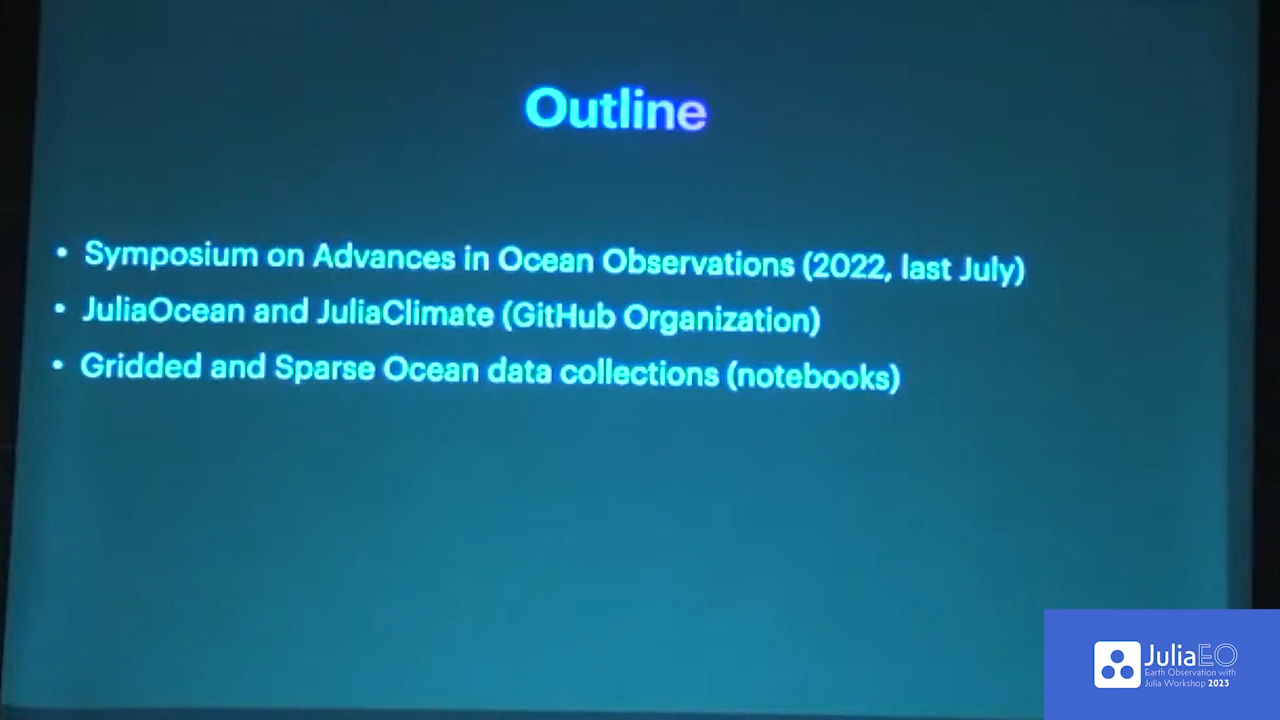 Outline
• Symposium on Advances in Ocean Observations (2022, last July)
• JuliaOcean and JuliaClimate (GitHub Organization)
• Gridded and Sparse Ocean data collections (notebooks)
JuliaEO
Earth Observation with
Julia Workshop 2023